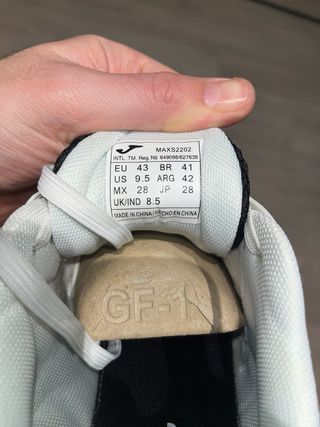 MAXS2202
INTL. TM. Reg. No 649098/627638
EU 43 BR 41
US 9.5 ARG 42
MX 28 JP 28
UK/IND 8.5
MADE IN CHINA/HECHO EN CHINA
GF-1